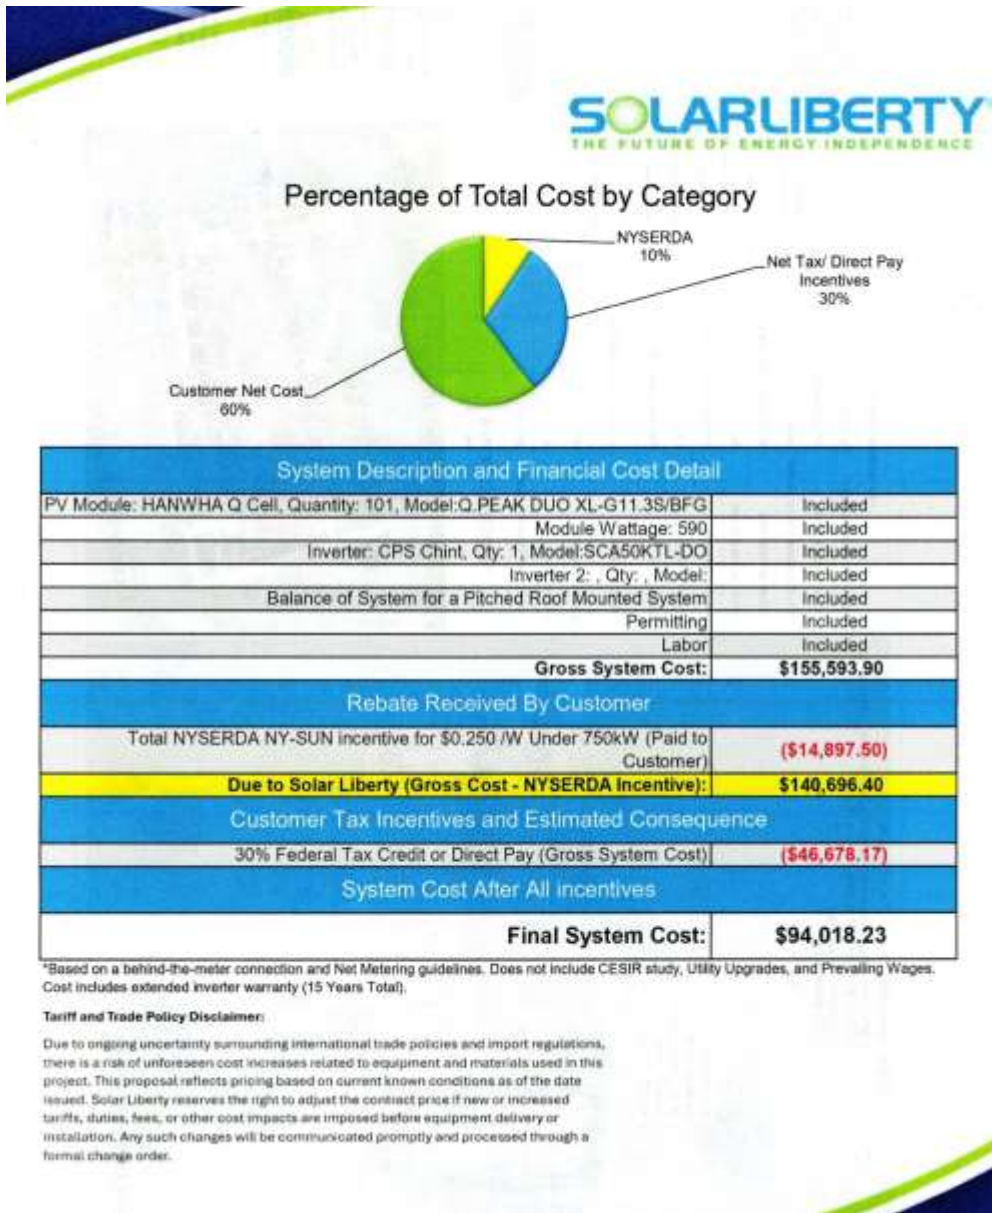 SOLARLIBERTY
THE FUTURE OF ENERGY INDEPENDENCE
Percentage of Total Cost by Category
NYSERDA
10%
Net Tax/ Direct Pay
Incentives
30%
Customer Net Cost
60%
System Description and Financial Cost Detail
PV Module: HANWHA Q Cell, Quantity: 101, Model:Q.PEAK DUO XL-G11.3S/BFG Included
Module Wattage: 590 Included
Inverter: CPS Chint, Qty: 1, Model:SCA50KTL-DO Included
Inverter 2: , Qty: , Model: Included
Balance of System for a Pitched Roof Mounted System Included
Permitting Included
Labor Included
Gross System Cost: $155,593.90
Rebate Received By Customer
Total NYSERDA NY-SUN incentive for $0.250 /W Under 750kW (Paid to
Customer) ($14,897.50)
Due to Solar Liberty (Gross Cost - NYSERDA Incentive): $140,696.40
Customer Tax Incentives and Estimated Consequence
30% Federal Tax Credit or Direct Pay (Gross System Cost) ($46,678.17)
System Cost After All incentives
Final System Cost: $94,018.23
*Based on a behind-the-meter connection and Net Metering guidelines. Does not include CESIR study, Utility Upgrades, and Prevailing Wages.
Cost includes extended inverter warranty (15 Years Total).
Tariff and Trade Policy Disclaimer:
Due to ongoing uncertainty surrounding international trade policies and import regulations,
there is a risk of unforeseen cost increases related to equipment and materials used in this
project. This proposal reflects pricing based on current known conditions as of the date
issued. Solar Liberty reserves the right to adjust the contract price if new or increased
tariffs, duties, fees, or other cost impacts are imposed before equipment delivery or
installation. Any such changes will be communicated promptly and processed through a
formal change order.